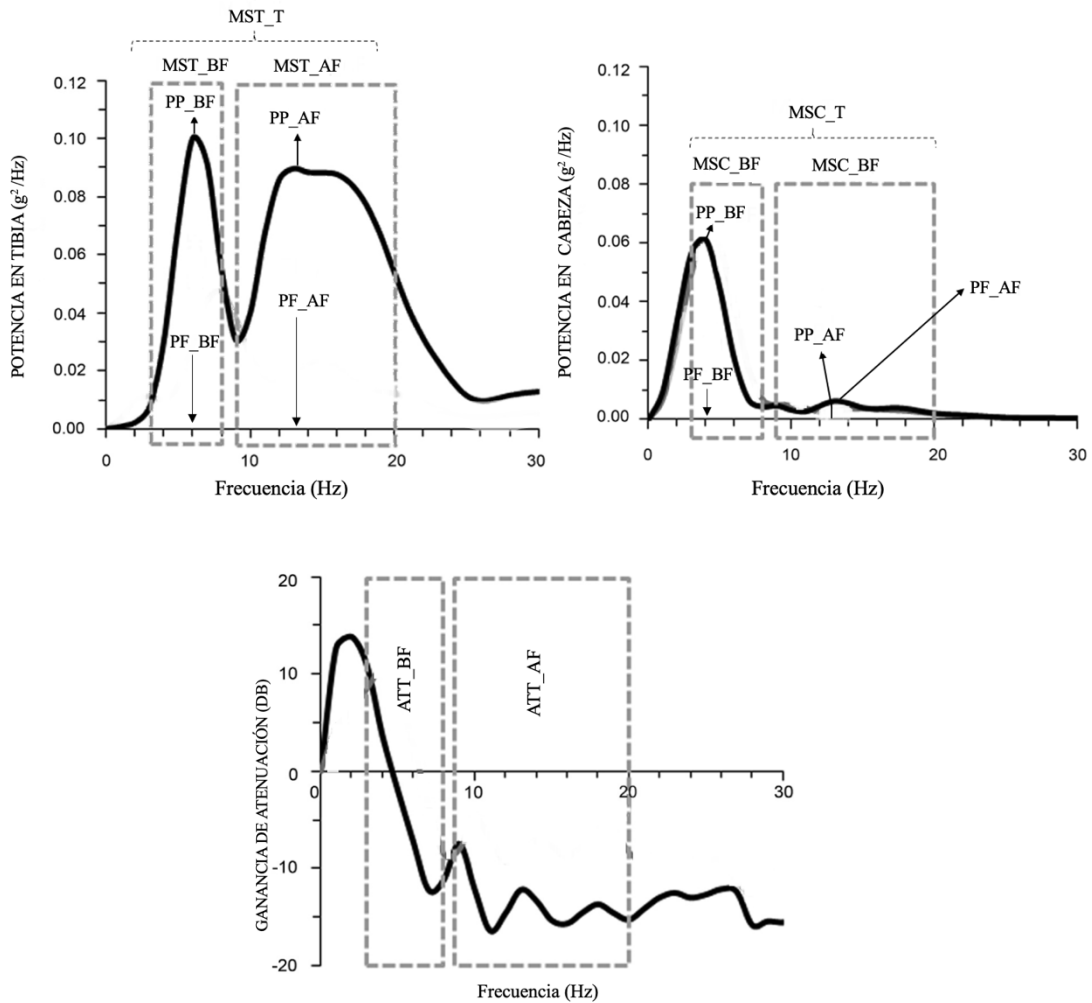 MST_T
MST_BF
MST_AF
0.12
0.10
0.08
0.06
0.04
0.02
0.00
PP_BF
PP_AF
PF_AF
PF_BF
POTENCIA EN TIBIA (g² /Hz)
0
10
20
30
Frecuencia (Hz)
MSC_T
MSC_BF
MSC_BF
0.12
0.10
0.08
0.06
0.04
0.02
0.00
PP_BF
PF_AF
PP_AF
PF_BF
POTENCIA EN CABEZA (g² /Hz)
0
10
20
30
Frecuencia (Hz)
20
10
0
-10
-20
ATT_BF
ATT_AF
GANANCIA DE ATENUACIÓN (DB)
0
10
20
30
Frecuencia (Hz)